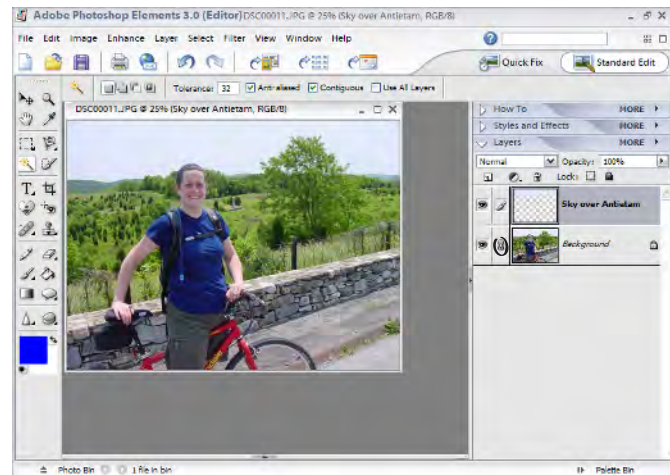 Adobe Photoshop Elements 3.0 (Editor) DSC00011.JPG @ 25% (Sky over Antietam, RGB/8)
File Edit Image Enhance Layer Select Filter View Window Help
Quick Fix Standard Edit
Tolerance: 32 Anti-aliased Contiguous Use All Layers
DSC00011.JPG @ 25% (Sky over Antietam, RGB/8)
How To MORE
Styles and Effects MORE
Layers MORE
Normal Opacity: 100%
Lock:
Sky over Antietam
Background
T
Photo Bin 1 file in bin Palette Bin